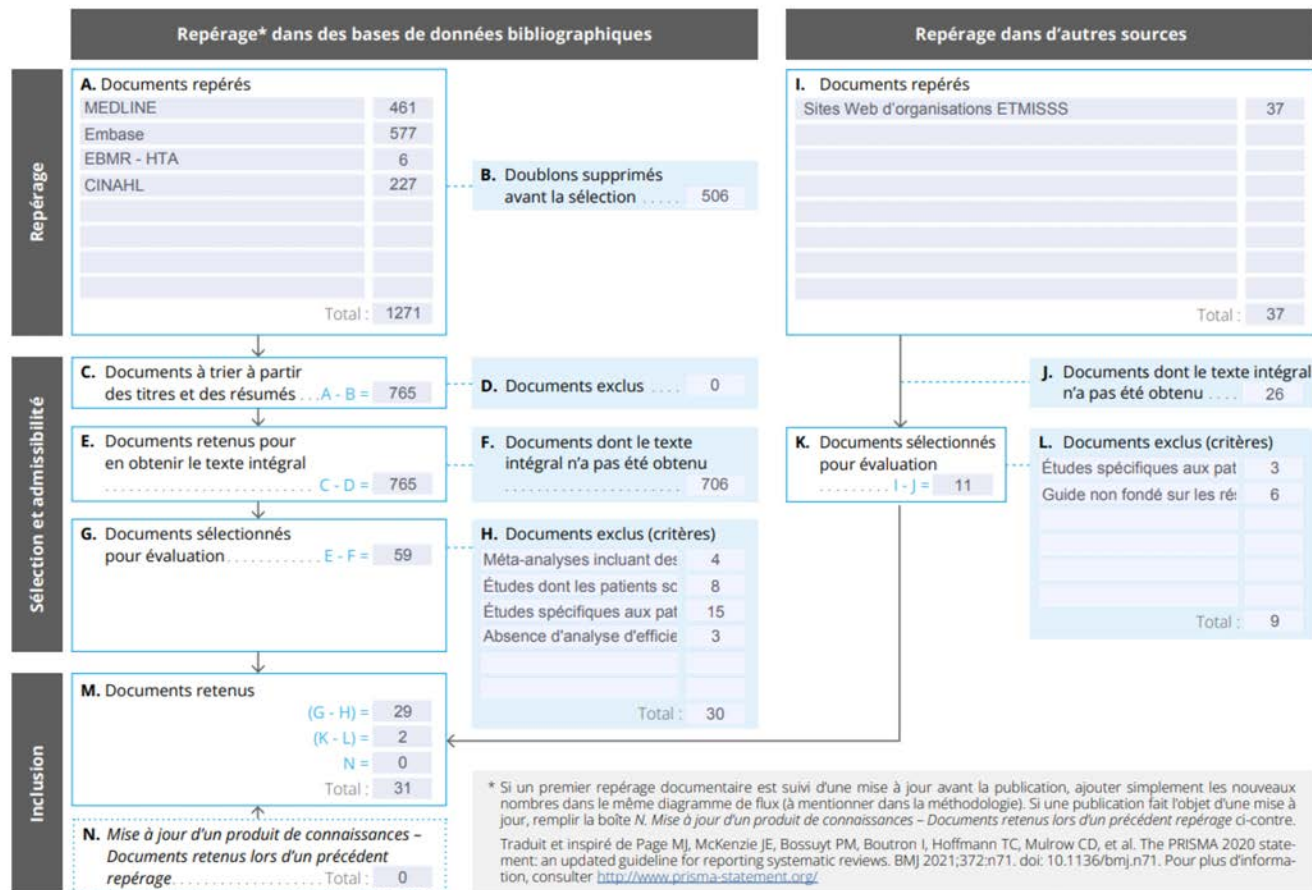 Repérage* dans des bases de données bibliographiques
Repérage dans d'autres sources
Repérage
A. Documents repérés
MEDLINE 461
Embase 577
EBMR - HTA 6
CINAHL 227
Total : 1271
B. Doublons supprimés
avant la sélection ..... 506
I. Documents repérés
Sites Web d'organisations ETMISSS 37
Total : 37
Sélection et admissibilité
C. Documents à trier à partir
des titres et des résumés ... A - B = 765
D. Documents exclus .... 0
J. Documents dont le texte intégral
n'a pas été obtenu .... 26
E. Documents retenus pour
en obtenir le texte intégral
........................ C - D = 765
F. Documents dont le texte
intégral n'a pas été obtenu
...................... 706
K. Documents sélectionnés
pour évaluation
......... I - J = 11
L. Documents exclus (critères)
Études spécifiques aux pat 3
Guide non fondé sur les rés 6
Total : 9
G. Documents sélectionnés
pour évaluation ............ E - F = 59
H. Documents exclus (critères)
Méta-analyses incluant des 4
Études dont les patients so 8
Études spécifiques aux pat 15
Absence d'analyse d'efficie 3
Total : 30
Inclusion
M. Documents retenus
(G - H) = 29
(K - L) = 2
N = 0
Total : 31
N. Mise à jour d'un produit de connaissances –
Documents retenus lors d'un précédent
repérage .................. Total : 0
* Si un premier repérage documentaire est suivi d'une mise à jour avant la publication, ajouter simplement les nouveaux
nombres dans le même diagramme de flux (à mentionner dans la méthodologie). Si une publication fait l'objet d'une mise à
jour, remplir la boîte N. Mise à jour d'un produit de connaissances – Documents retenus lors d'un précédent repérage ci-contre.
Traduit et inspiré de Page MJ, McKenzie JE, Bossuyt PM, Boutron I, Hoffmann TC, Mulrow CD, et al. The PRISMA 2020 state-
ment: an updated guideline for reporting systematic reviews. BMJ 2021;372:n71. doi: 10.1136/bmj.n71. Pour plus d'informa-
tion, consulter http://www.prisma-statement.org/